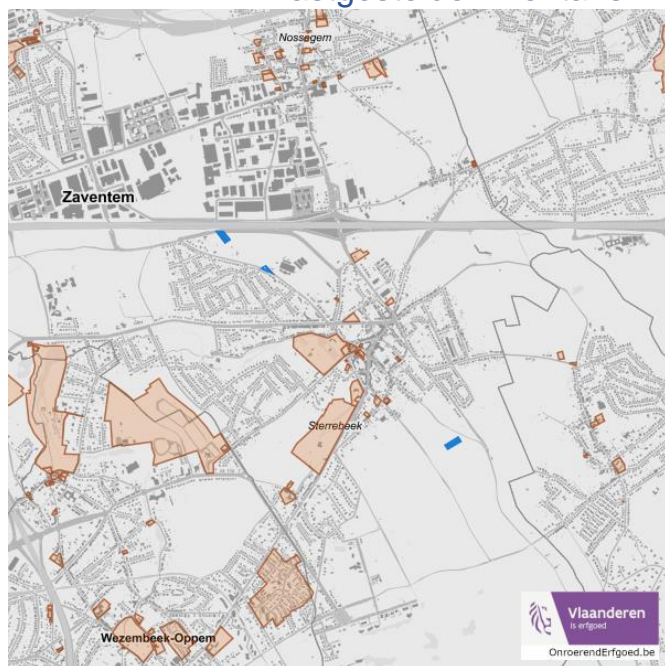 Nossegem
Zaventem
Sterrebeek
Wezembeek-Oppem
Vlaanderen
is erfgoed
OnroerendErfgoed.be